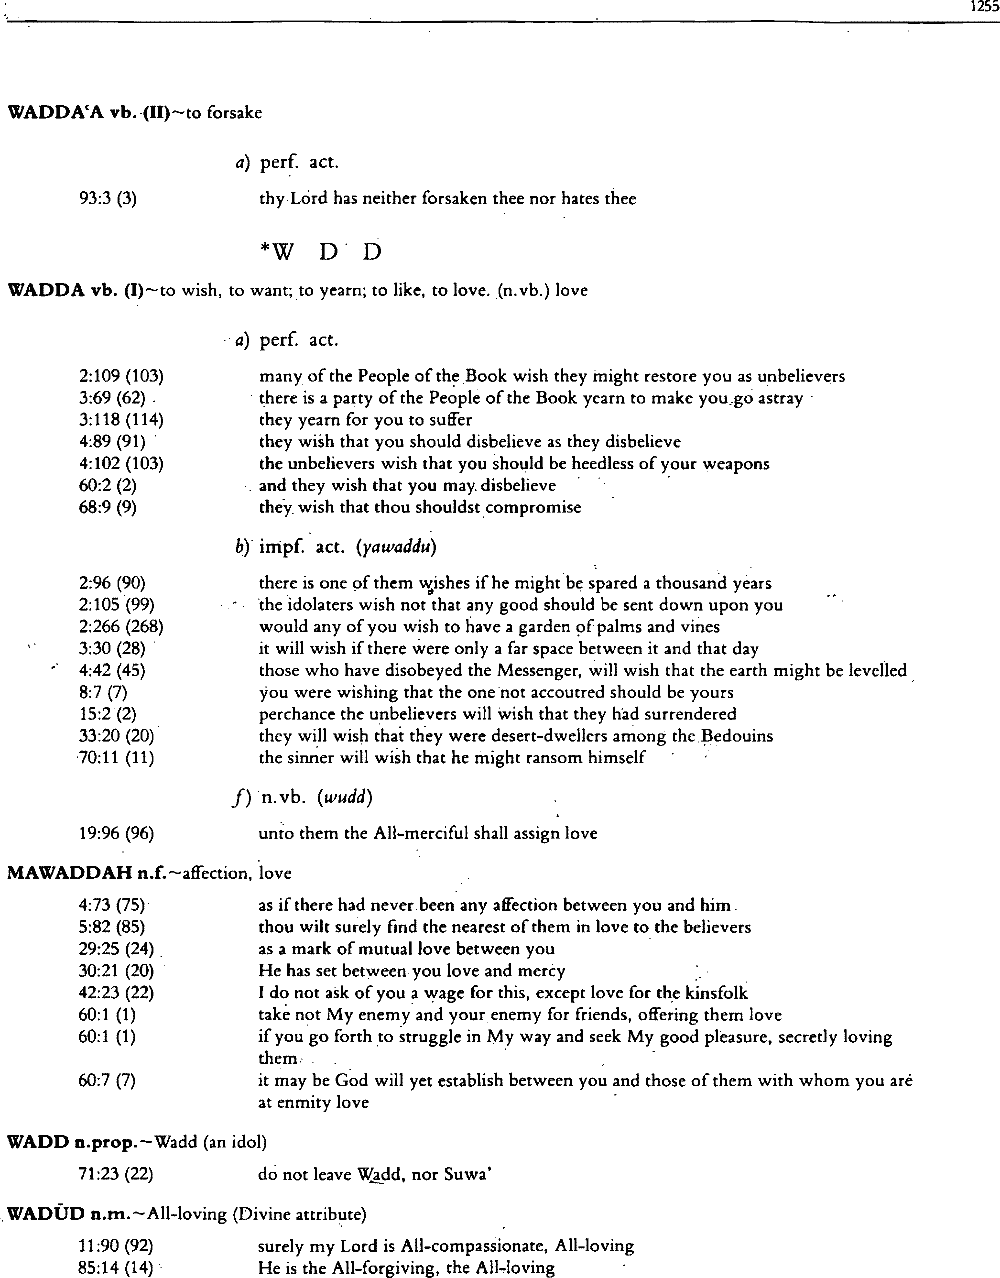 1255
WADDAʿA vb. (II)~to forsake
a) perf. act.
93:3 (3) thy Lord has neither forsaken thee nor hates thee
*W D D
WADDA vb. (I)~to wish, to want; to yearn; to like, to love. (n.vb.) love
a) perf. act.
2:109 (103) many of the People of the Book wish they might restore you as unbelievers
3:69 (62) there is a party of the People of the Book yearn to make you go astray
3:118 (114) they yearn for you to suffer
4:89 (91) they wish that you should disbelieve as they disbelieve
4:102 (103) the unbelievers wish that you should be heedless of your weapons
60:2 (2) and they wish that you may disbelieve
68:9 (9) they wish that thou shouldst compromise
b) impf. act. (yawaddu)
2:96 (90) there is one of them wishes if he might be spared a thousand years
2:105 (99) the idolaters wish not that any good should be sent down upon you
2:266 (268) would any of you wish to have a garden of palms and vines
3:30 (28) it will wish if there were only a far space between it and that day
4:42 (45) those who have disobeyed the Messenger, will wish that the earth might be levelled
8:7 (7) you were wishing that the one not accoutred should be yours
15:2 (2) perchance the unbelievers will wish that they had surrendered
33:20 (20) they will wish that they were desert-dwellers among the Bedouins
70:11 (11) the sinner will wish that he might ransom himself
f) n.vb. (wudd)
19:96 (96) unto them the All-merciful shall assign love
MAWADDAH n.f.~affection, love
4:73 (75) as if there had never been any affection between you and him
5:82 (85) thou wilt surely find the nearest of them in love to the believers
29:25 (24) as a mark of mutual love between you
30:21 (20) He has set between you love and mercy
42:23 (22) I do not ask of you a wage for this, except love for the kinsfolk
60:1 (1) take not My enemy and your enemy for friends, offering them love
60:1 (1) if you go forth to struggle in My way and seek My good pleasure, secretly loving
them
60:7 (7) it may be God will yet establish between you and those of them with whom you are
at enmity love
WADD n.prop.~Wadd (an idol)
71:23 (22) do not leave Wadd, nor Suwa'
WADŪD n.m.~All-loving (Divine attribute)
11:90 (92) surely my Lord is All-compassionate, All-loving
85:14 (14) He is the All-forgiving, the All-loving